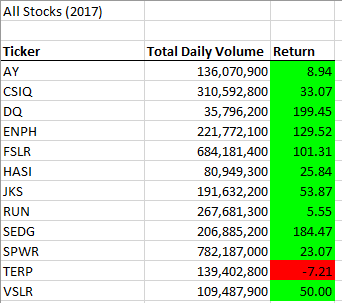 All Stocks (2017)
Ticker Total Daily Volume Return
AY 136,070,900 8.94
CSIQ 310,592,800 33.07
DQ 35,796,200 199.45
ENPH 221,772,100 129.52
FSLR 684,181,400 101.31
HASI 80,949,300 25.84
JKS 191,632,200 53.87
RUN 267,681,300 5.55
SEDG 206,885,200 184.47
SPWR 782,187,000 23.07
TERP 139,402,800 -7.21
VSLR 109,487,900 50.00